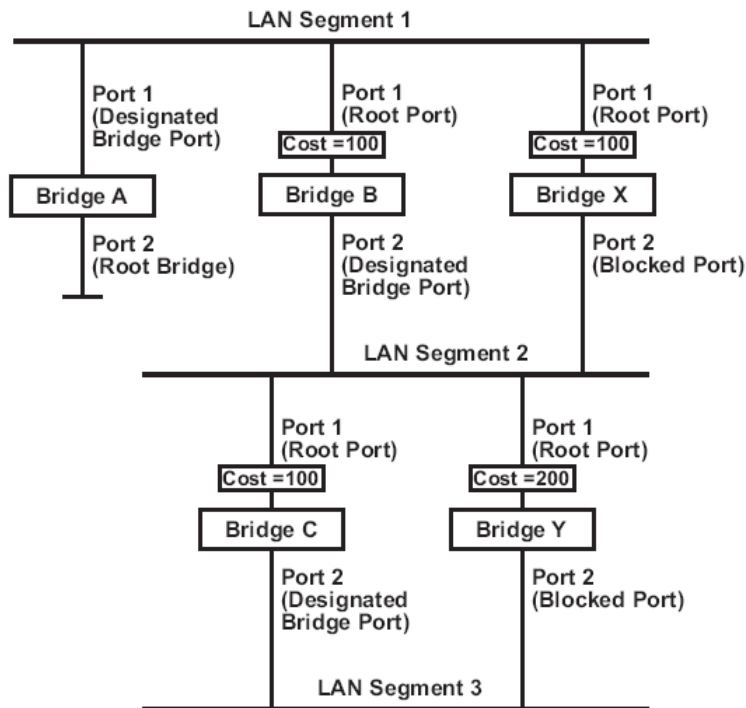 LAN Segment 1
Port 1
(Designated
Bridge Port)
Port 1
(Root Port)
Port 1
(Root Port)
Cost =100
Cost =100
Bridge A
Bridge B
Bridge X
Port 2
(Root Bridge)
Port 2
(Designated
Bridge Port)
Port 2
(Blocked Port)
LAN Segment 2
Port 1
(Root Port)
Port 1
(Root Port)
Cost =100
Cost =200
Bridge C
Bridge Y
Port 2
(Designated
Bridge Port)
Port 2
(Blocked Port)
LAN Segment 3